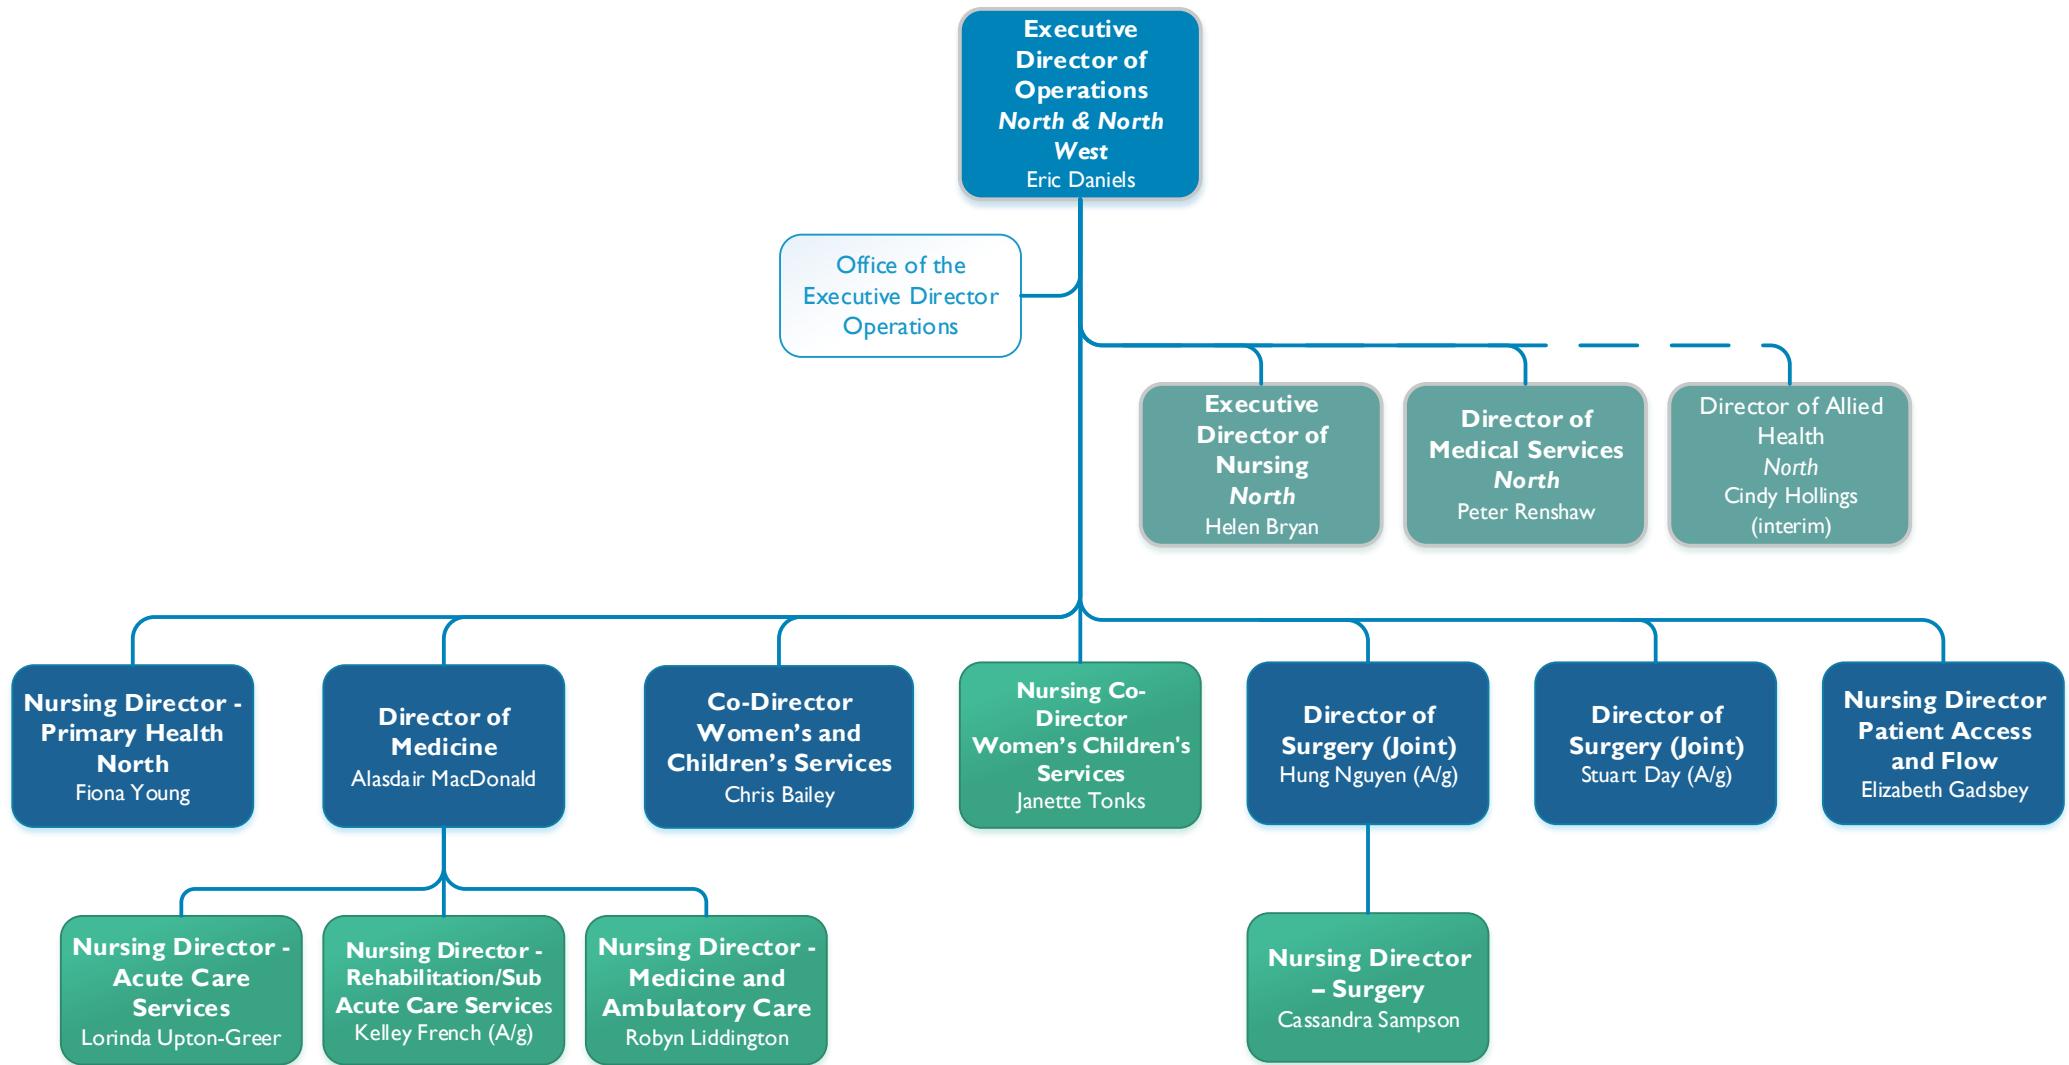 Executive
Director of
Operations
North & North
West
Eric Daniels
Office of the
Executive Director
Operations
Executive
Director of
Nursing
North
Helen Bryan
Director of
Medical Services
North
Peter Renshaw
Director of Allied
Health
North
Cindy Hollings
(interim)
Nursing Director -
Primary Health
North
Fiona Young
Director of
Medicine
Alasdair MacDonald
Co-Director
Women’s and
Children’s Services
Chris Bailey
Nursing Co-
Director
Women’s Children's
Services
Janette Tonks
Director of
Surgery (Joint)
Hung Nguyen (A/g)
Director of
Surgery (Joint)
Stuart Day (A/g)
Nursing Director
Patient Access
and Flow
Elizabeth Gadsbey
Nursing Director -
Acute Care
Services
Lorinda Upton-Greer
Nursing Director -
Rehabilitation/Sub
Acute Care Services
Kelley French (A/g)
Nursing Director -
Medicine and
Ambulatory Care
Robyn Liddington
Nursing Director
– Surgery
Cassandra Sampson